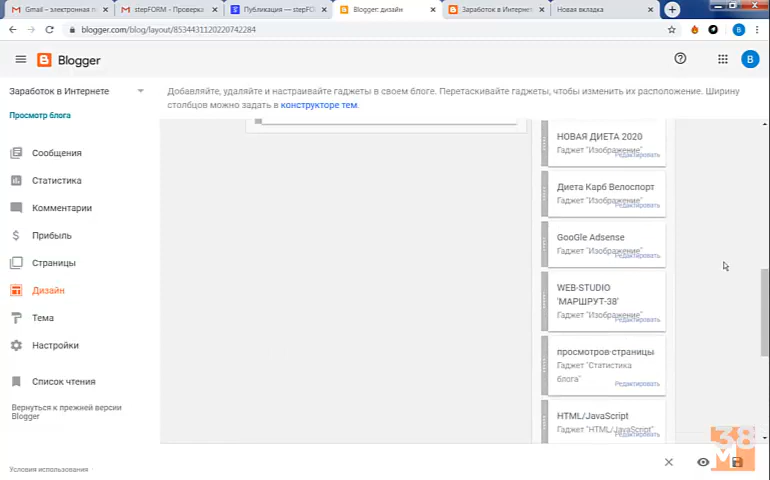 Gmail – электронная п
stepFORM - Проверка
Публикация — stepFO
Blogger: дизайн
Заработок в Интернет
Новая вкладка
blogger.com/blog/layout/8534431120220742284
B
Blogger
B
Заработок в Интернете
Просмотр блога
Сообщения
Статистика
Комментарии
Прибыль
Страницы
Дизайн
Тема
Настройки
Список чтения
Вернуться к прежней версии
Blogger
Условия использования
Добавляйте, удаляйте и настраивайте гаджеты в своем блоге. Перетаскивайте гаджеты, чтобы изменить их расположение. Ширину
столбцов можно задать в конструкторе тем.
НОВАЯ ДИЕТА 2020
Гаджет "Изображение"
Редактировать
Диета Карб Велоспорт
Гаджет "Изображение"
Редактировать
GooGle Adsense
Гаджет "Изображение"
Редактировать
WEB-STUDIO
'МАРШРУТ-38'
Гаджет "Изображение"
Редактировать
просмотров страницы
Гаджет "Статистика
блога"
Редактировать
HTML/JavaScript
Гаджет "HTML/JavaScript"
Редактировать
38
М